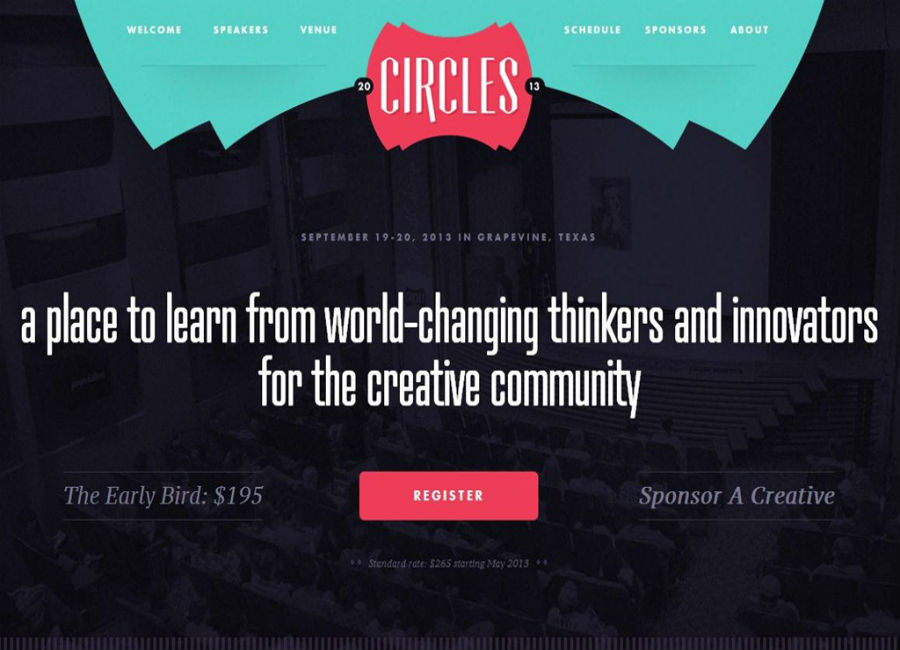 WELCOME SPEAKERS VENUE
SCHEDULE SPONSORS ABOUT
20 CIRCLES 13
SEPTEMBER 19-20, 2013 IN GRAPEVINE, TEXAS
a place to learn from world-changing thinkers and innovators
for the creative community
The Early Bird: $195
REGISTER
Sponsor A Creative
Standard rate: $265 starting May 2013